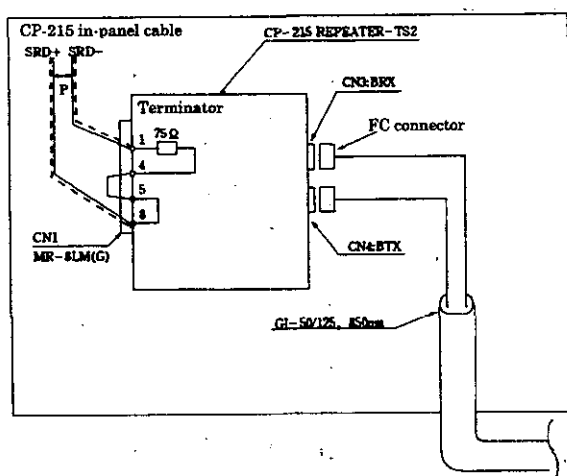 CP-215 in-panel cable
SRD+ SRD-
P
CP-215 REPEATER-TS2
CN3:BRX
FC connector
Terminator
1
75 Ω
4
5
8
CN1
MR-8LM(G)
CN4:BTX
GI-50/125, 850nm